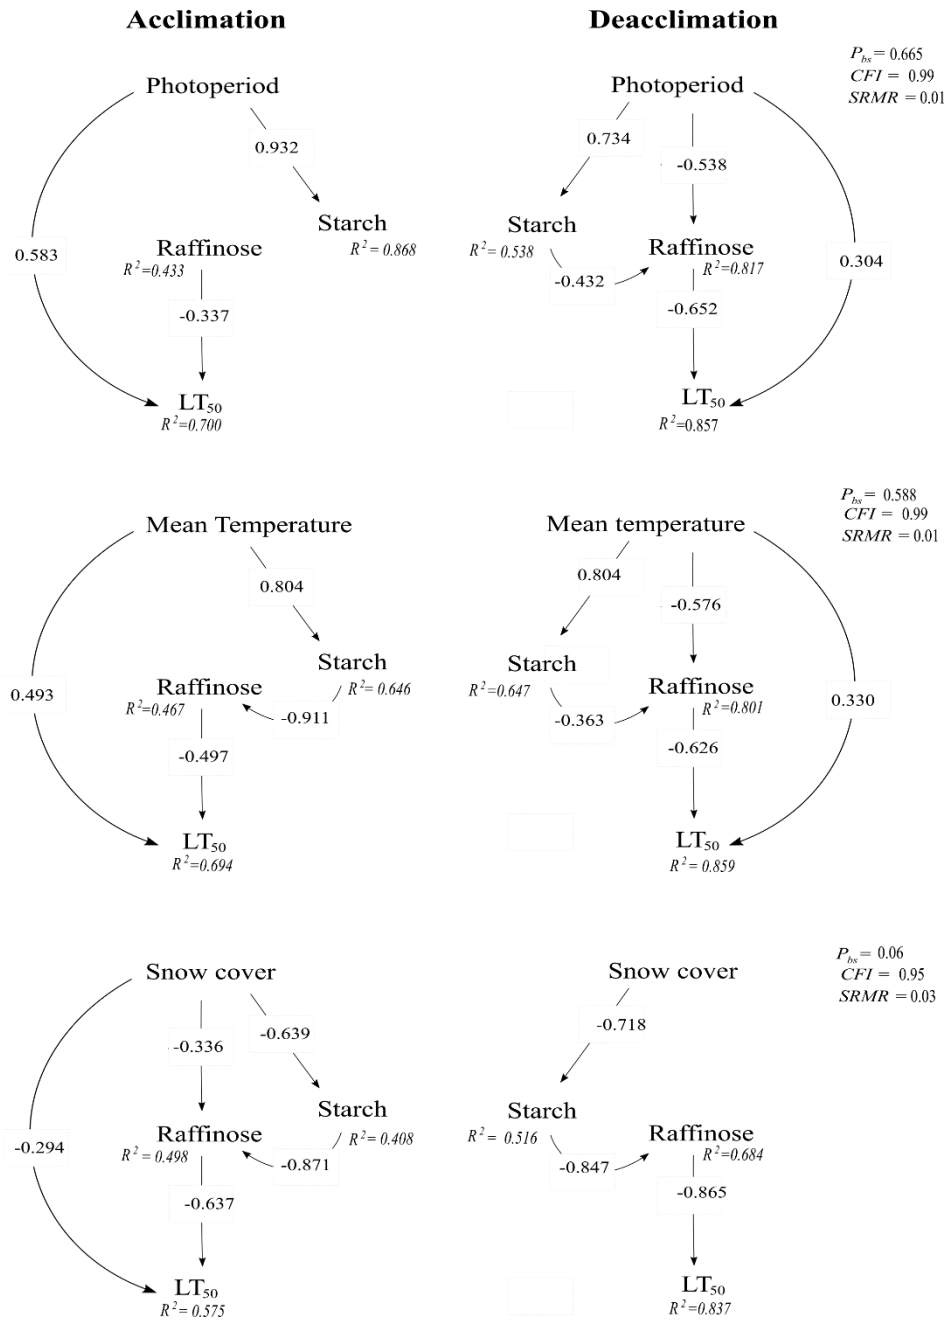 Acclimation
Deacclimation
P_bs = 0.665
CFI = 0.99
SRMR = 0.01
Photoperiod
0.932
Starch
R² = 0.868
0.583
Raffinose
R²=0.433
-0.337
LT₅₀
R²=0.700
Photoperiod
0.734
-0.538
Starch
R² = 0.538
Raffinose
R²=0.817
0.304
-0.432
-0.652
LT₅₀
R²=0.857
P_bs = 0.588
CFI = 0.99
SRMR = 0.01
Mean Temperature
0.804
Starch
R² = 0.646
0.493
Raffinose
R²=0.467
-0.911
-0.497
LT₅₀
R²=0.694
Mean temperature
0.804
-0.576
Starch
R²=0.647
Raffinose
R²=0.801
0.330
-0.363
-0.626
LT₅₀
R² = 0.859
P_bs = 0.06
CFI = 0.95
SRMR = 0.03
Snow cover
-0.639
-0.336
Starch
R² = 0.408
-0.294
Raffinose
R² = 0.498
-0.871
-0.637
LT₅₀
R² = 0.575
Snow cover
-0.718
Starch
R² = 0.516
Raffinose
R²=0.684
-0.847
-0.865
LT₅₀
R²=0.837